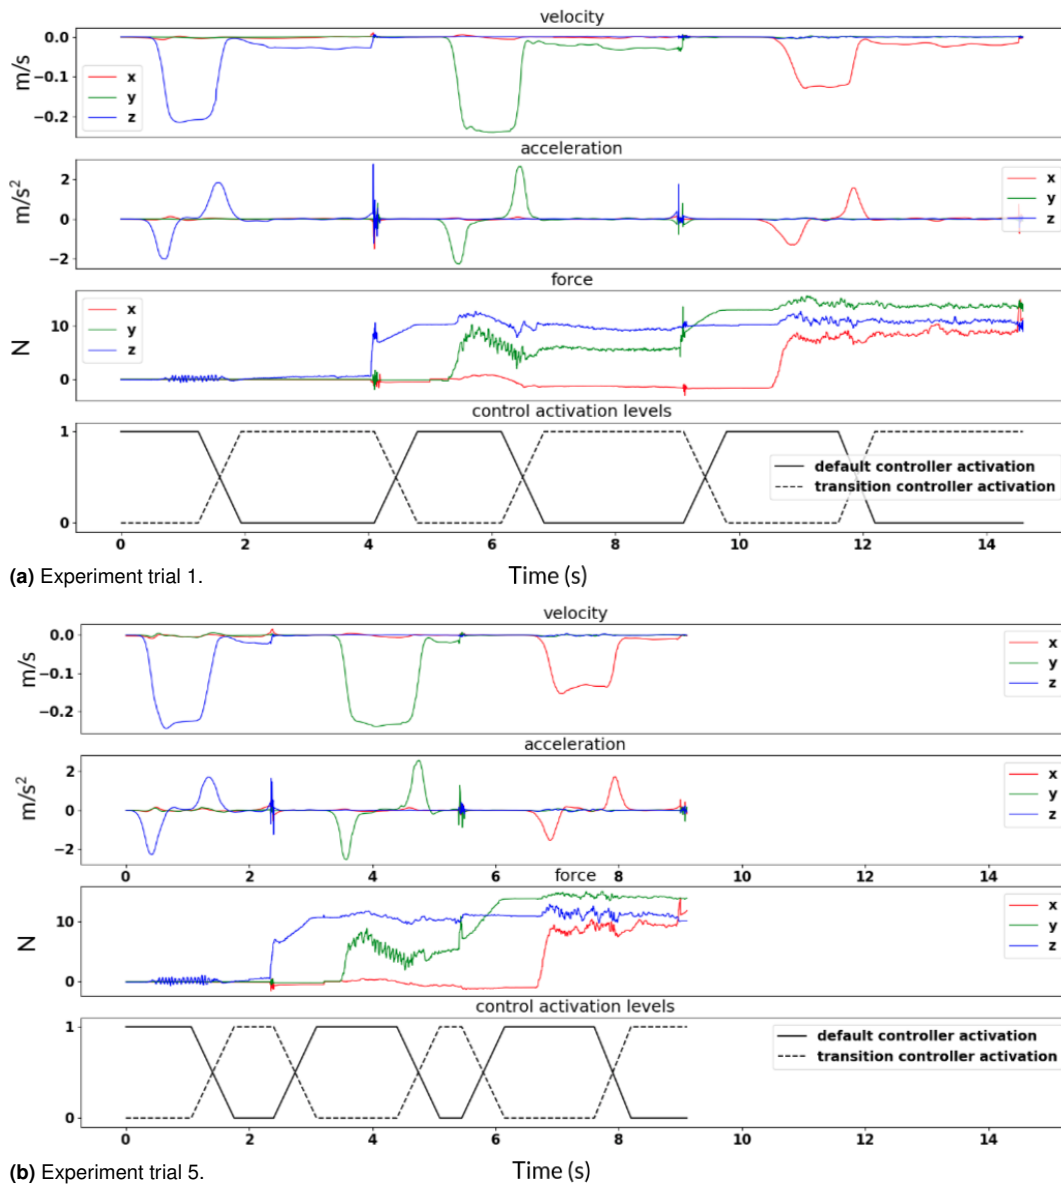 velocity
0.0
−0.1
−0.2
m/s
x
y
z
acceleration
2
0
−2
m/s²
x
y
z
force
10
0
N
x
y
z
control activation levels
1
0
default controller activation
transition controller activation
0 2 4 6 8 10 12 14
(a) Experiment trial 1. Time (s)
velocity
0.0
−0.1
−0.2
m/s
x
y
z
acceleration
2
0
−2
m/s²
x
y
z
0 2 4 6 8 10 12 14
force
10
0
N
x
y
z
control activation levels
1
0
default controller activation
transition controller activation
0 2 4 6 8 10 12 14
(b) Experiment trial 5. Time (s)